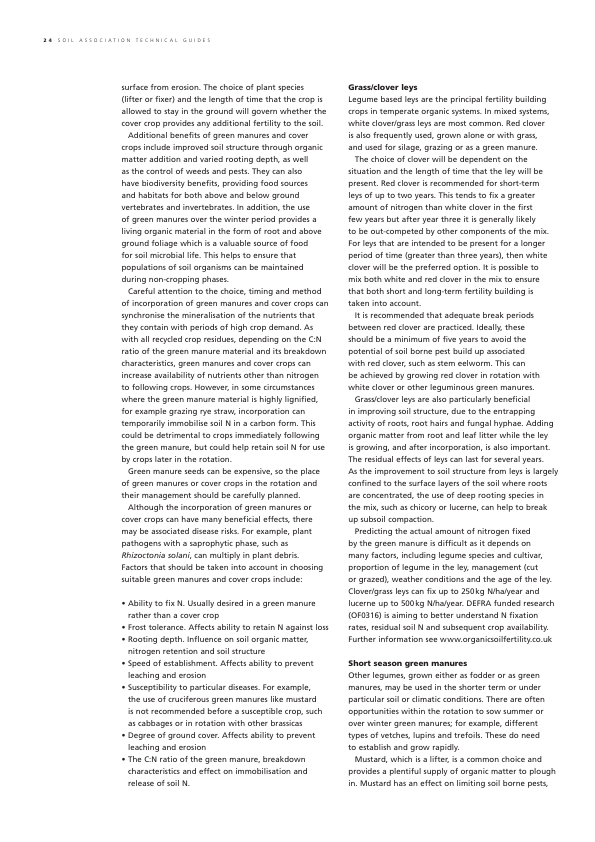 24 SOIL ASSOCIATION TECHNICAL GUIDES
surface from erosion. The choice of plant species
(lifter or fixer) and the length of time that the crop is
allowed to stay in the ground will govern whether the
cover crop provides any additional fertility to the soil.
Additional benefits of green manures and cover
crops include improved soil structure through organic
matter addition and varied rooting depth, as well
as the control of weeds and pests. They can also
have biodiversity benefits, providing food sources
and habitats for both above and below ground
vertebrates and invertebrates. In addition, the use
of green manures over the winter period provides a
living organic material in the form of root and above
ground foliage which is a valuable source of food
for soil microbial life. This helps to ensure that
populations of soil organisms can be maintained
during non-cropping phases.
Careful attention to the choice, timing and method
of incorporation of green manures and cover crops can
synchronise the mineralisation of the nutrients that
they contain with periods of high crop demand. As
with all recycled crop residues, depending on the C:N
ratio of the green manure material and its breakdown
characteristics, green manures and cover crops can
increase availability of nutrients other than nitrogen
to following crops. However, in some circumstances
where the green manure material is highly lignified,
for example grazing rye straw, incorporation can
temporarily immobilise soil N in a carbon form. This
could be detrimental to crops immediately following
the green manure, but could help retain soil N for use
by crops later in the rotation.
Green manure seeds can be expensive, so the place
of green manures or cover crops in the rotation and
their management should be carefully planned.
Although the incorporation of green manures or
cover crops can have many beneficial effects, there
may be associated disease risks. For example, plant
pathogens with a saprophytic phase, such as
Rhizoctonia solani, can multiply in plant debris.
Factors that should be taken into account in choosing
suitable green manures and cover crops include:
• Ability to fix N. Usually desired in a green manure
rather than a cover crop
• Frost tolerance. Affects ability to retain N against loss
• Rooting depth. Influence on soil organic matter,
nitrogen retention and soil structure
• Speed of establishment. Affects ability to prevent
leaching and erosion
• Susceptibility to particular diseases. For example,
the use of cruciferous green manures like mustard
is not recommended before a susceptible crop, such
as cabbages or in rotation with other brassicas
• Degree of ground cover. Affects ability to prevent
leaching and erosion
• The C:N ratio of the green manure, breakdown
characteristics and effect on immobilisation and
release of soil N.
Grass/clover leys
Legume based leys are the principal fertility building
crops in temperate organic systems. In mixed systems,
white clover/grass leys are most common. Red clover
is also frequently used, grown alone or with grass,
and used for silage, grazing or as a green manure.
The choice of clover will be dependent on the
situation and the length of time that the ley will be
present. Red clover is recommended for short-term
leys of up to two years. This tends to fix a greater
amount of nitrogen than white clover in the first
few years but after year three it is generally likely
to be out-competed by other components of the mix.
For leys that are intended to be present for a longer
period of time (greater than three years), then white
clover will be the preferred option. It is possible to
mix both white and red clover in the mix to ensure
that both short and long-term fertility building is
taken into account.
It is recommended that adequate break periods
between red clover are practiced. Ideally, these
should be a minimum of five years to avoid the
potential of soil borne pest build up associated
with red clover, such as stem eelworm. This can
be achieved by growing red clover in rotation with
white clover or other leguminous green manures.
Grass/clover leys are also particularly beneficial
in improving soil structure, due to the entrapping
activity of roots, root hairs and fungal hyphae. Adding
organic matter from root and leaf litter while the ley
is growing, and after incorporation, is also important.
The residual effects of leys can last for several years.
As the improvement to soil structure from leys is largely
confined to the surface layers of the soil where roots
are concentrated, the use of deep rooting species in
the mix, such as chicory or lucerne, can help to break
up subsoil compaction.
Predicting the actual amount of nitrogen fixed
by the green manure is difficult as it depends on
many factors, including legume species and cultivar,
proportion of legume in the ley, management (cut
or grazed), weather conditions and the age of the ley.
Clover/grass leys can fix up to 250kg N/ha/year and
lucerne up to 500kg N/ha/year. DEFRA funded research
(OF0316) is aiming to better understand N fixation
rates, residual soil N and subsequent crop availability.
Further information see www.organicsoilfertility.co.uk
Short season green manures
Other legumes, grown either as fodder or as green
manures, may be used in the shorter term or under
particular soil or climatic conditions. There are often
opportunities within the rotation to sow summer or
over winter green manures; for example, different
types of vetches, lupins and trefoils. These do need
to establish and grow rapidly.
Mustard, which is a lifter, is a common choice and
provides a plentiful supply of organic matter to plough
in. Mustard has an effect on limiting soil borne pests,